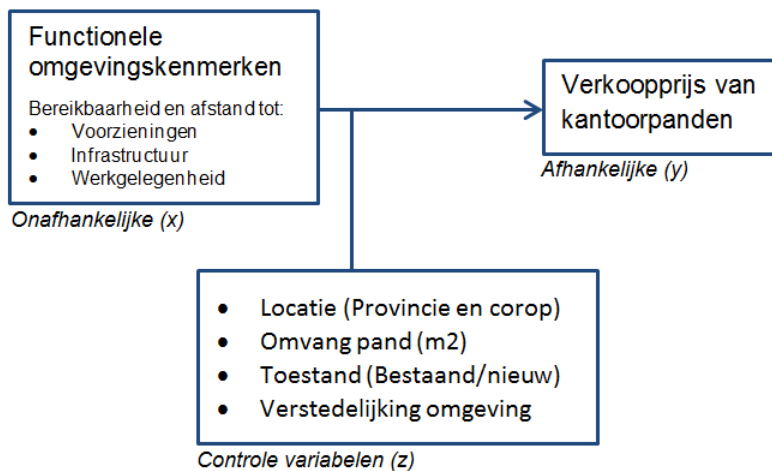 Functionele
omgevingskenmerken
Bereikbaarheid en afstand tot:
• Voorzieningen
• Infrastructuur
• Werkgelegenheid
Onafhankelijke (x)
Verkoopprijs van
kantoorpanden
Afhankelijke (y)
• Locatie (Provincie en corop)
• Omvang pand (m2)
• Toestand (Bestaand/nieuw)
• Verstedelijking omgeving
Controle variabelen (z)